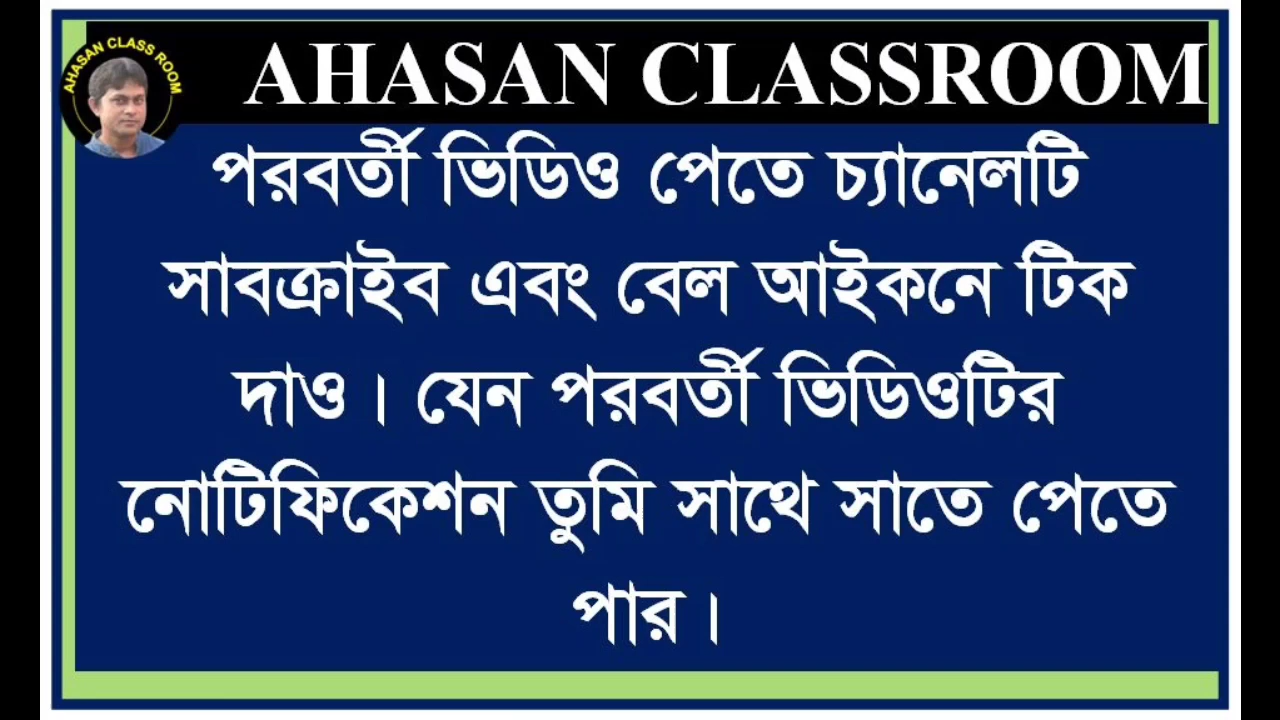 AHASAN CLASS ROOM
AHASAN CLASSROOM
পরবর্তী ভিডিও পেতে চ্যানেলটি
সাবক্রাইব এবং বেল আইকনে টিক
দাও। যেন পরবর্তী ভিডিওটির
নোটিফিকেশন তুমি সাথে সাতে পেতে
পার।